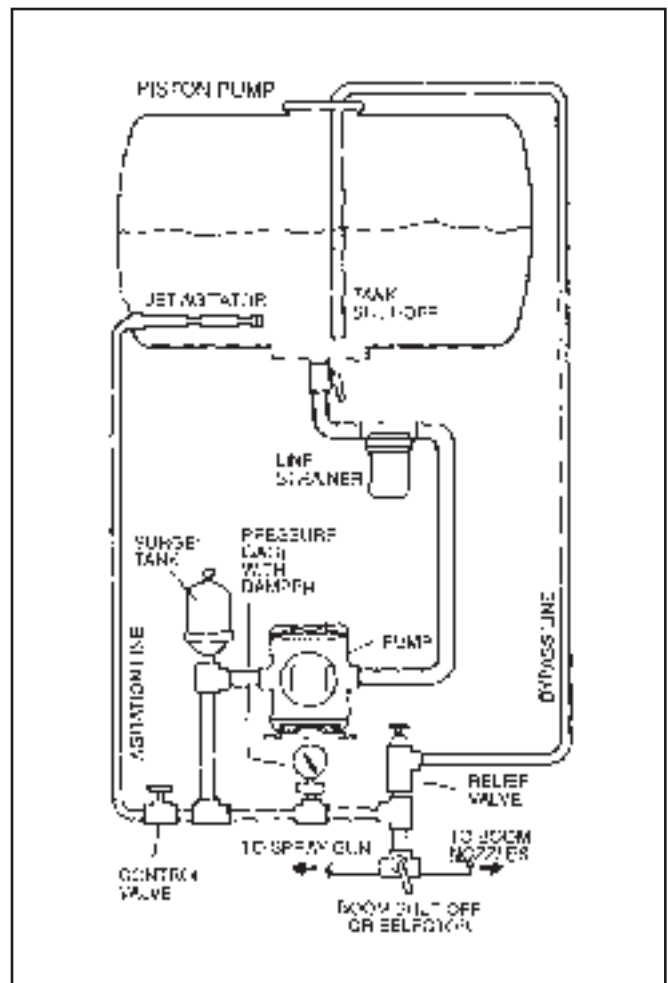 PISTON PUMP
JET AGITATOR
TANK
SHUT-OFF
LINE
STRAINER
SURGE
TANK
PRESSURE
GAGE
WITH
DAMPER
PUMP
AGITATION LINE
BYPASS LINE
RELIEF
VALVE
TO SPRAY GUN
TO BOOM
NOZZLES
CONTROL
VALVE
BOOM SHUT-OFF
OR SELECTOR